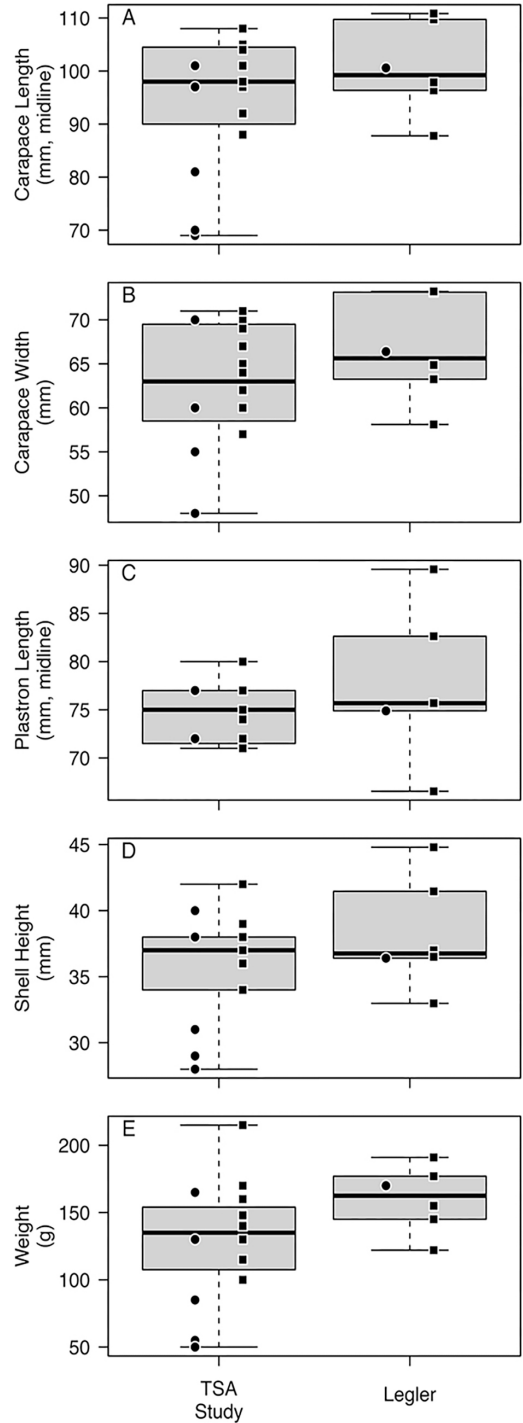 A
Carapace Length
(mm, midline)
110
100
90
80
70
B
Carapace Width
(mm)
70
65
60
55
50
C
Plastron Length
(mm, midline)
90
85
80
75
70
D
Shell Height
(mm)
45
40
35
30
E
Weight
(g)
200
150
100
50
TSA
Study
Legler